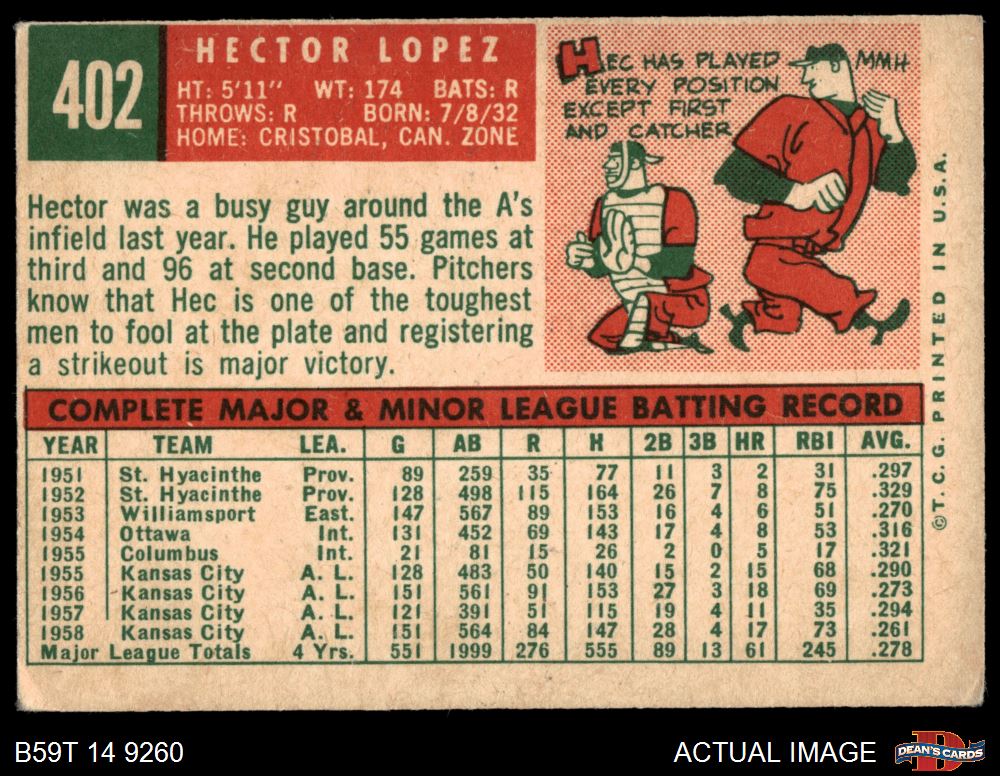 402
HECTOR LOPEZ
HT: 5'11" WT: 174 BATS: R
THROWS: R BORN: 7/8/32
HOME: CRISTOBAL, CAN. ZONE
HEC HAS PLAYED
EVERY POSITION
EXCEPT FIRST
AND CATCHER
MMH
Hector was a busy guy around the A's
infield last year. He played 55 games at
third and 96 at second base. Pitchers
know that Hec is one of the toughest
men to fool at the plate and registering
a strikeout is major victory.
©T.C.G. PRINTED IN U.S.A.
COMPLETE MAJOR & MINOR LEAGUE BATTING RECORD
YEAR TEAM LEA. G AB R H 2B 3B HR RBI AVG.
1951 St. Hyacinthe Prov. 89 259 35 77 11 3 2 31 .297
1952 St. Hyacinthe Prov. 128 498 115 164 26 7 8 75 .329
1953 Williamsport East. 147 567 89 153 16 4 6 51 .270
1954 Ottawa Int. 131 452 69 143 17 4 8 53 .316
1955 Columbus Int. 21 81 15 26 2 0 5 17 .321
1955 Kansas City A. L. 128 483 50 140 15 2 15 68 .290
1956 Kansas City A. L. 151 561 91 153 27 3 18 69 .273
1957 Kansas City A. L. 121 391 51 115 19 4 11 35 .294
1958 Kansas City A. L. 151 564 84 147 28 4 17 73 .261
Major League Totals 4 Yrs. 551 1999 276 555 89 13 61 245 .278
B59T 14 9260
ACTUAL IMAGE
DEAN'S CARDS